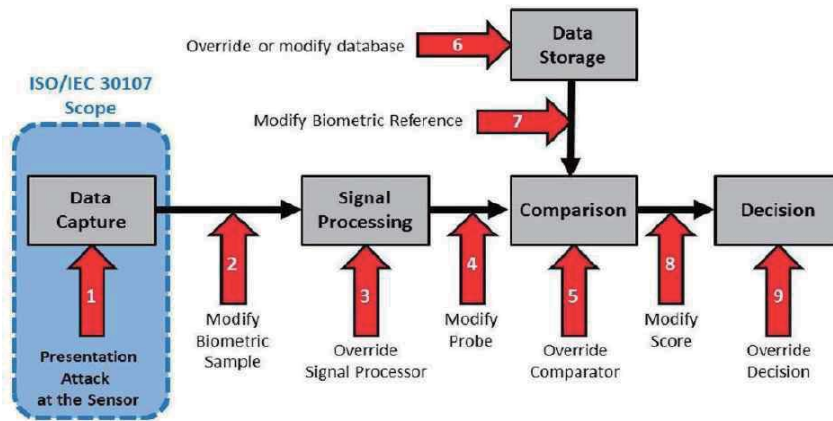 Override or modify database
6
Data
Storage
ISO/IEC 30107
Scope
Modify Biometric Reference
7
Data
Capture
Signal
Processing
Comparison
Decision
1
2
3
4
5
8
9
Presentation
Attack
at the Sensor
Modify
Biometric
Sample
Override
Signal Processor
Modify
Probe
Override
Comparator
Modify
Score
Override
Decision